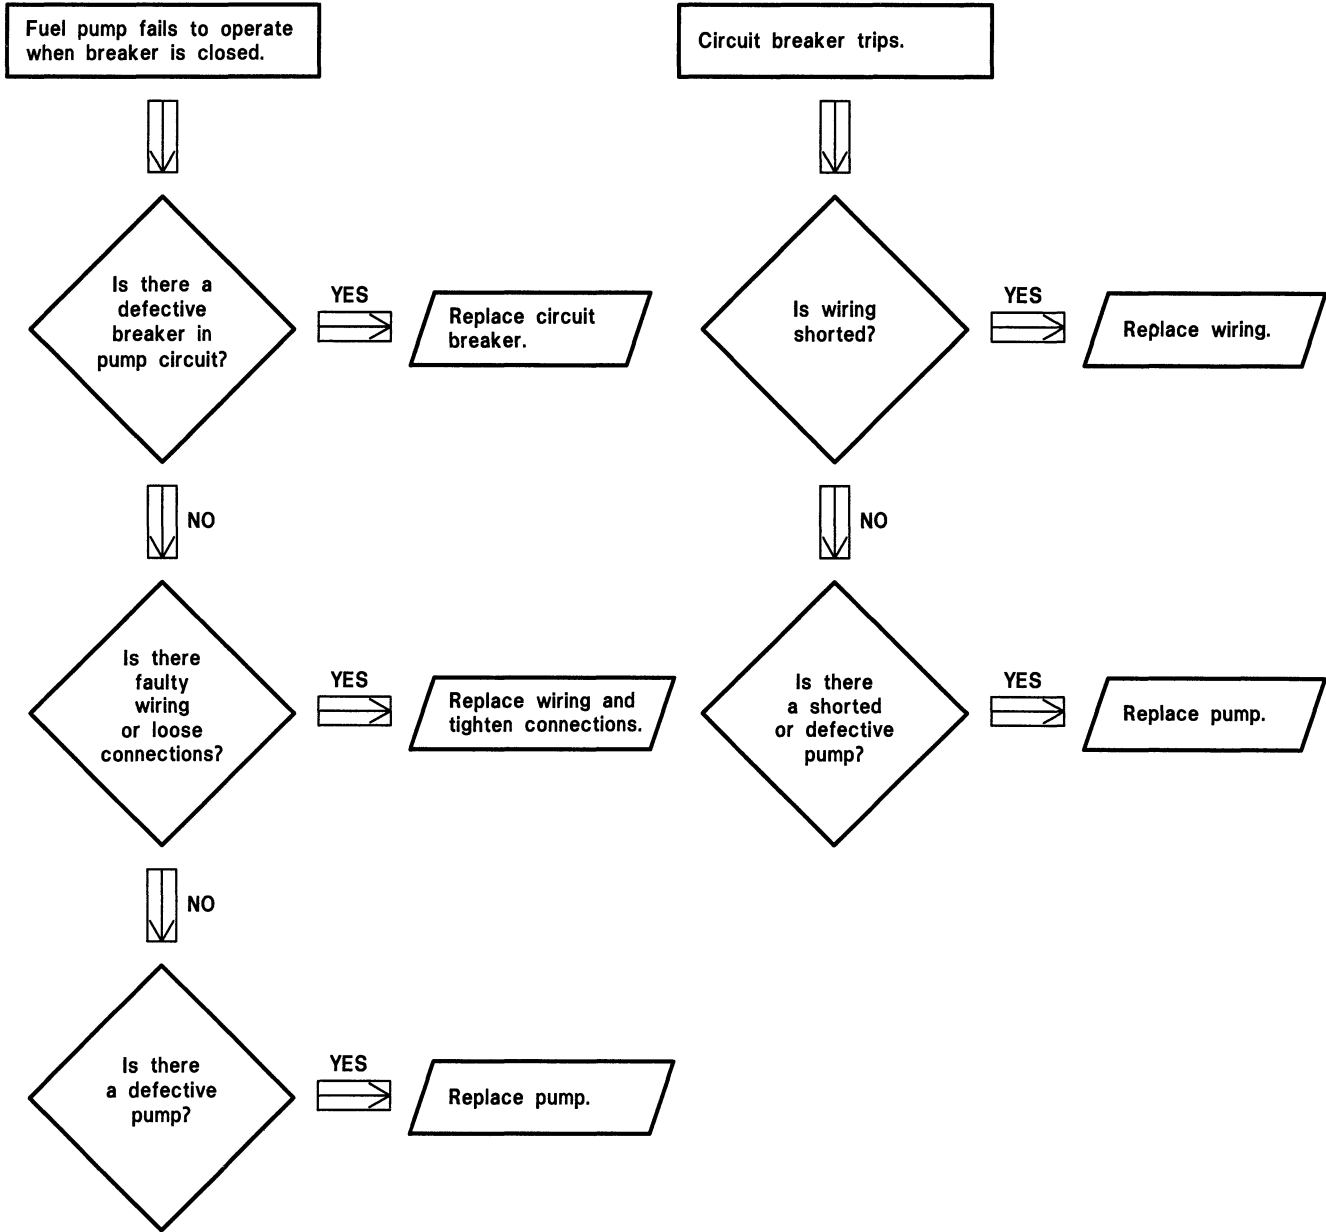 Fuel pump fails to operate
when breaker is closed.
Is there a
defective
breaker in
pump circuit?
YES
Replace circuit
breaker.
NO
Is there
faulty
wiring
or loose
connections?
YES
Replace wiring and
tighten connections.
NO
Is there
a defective
pump?
YES
Replace pump.
Circuit breaker trips.
Is wiring
shorted?
YES
Replace wiring.
NO
Is there
a shorted
or defective
pump?
YES
Replace pump.